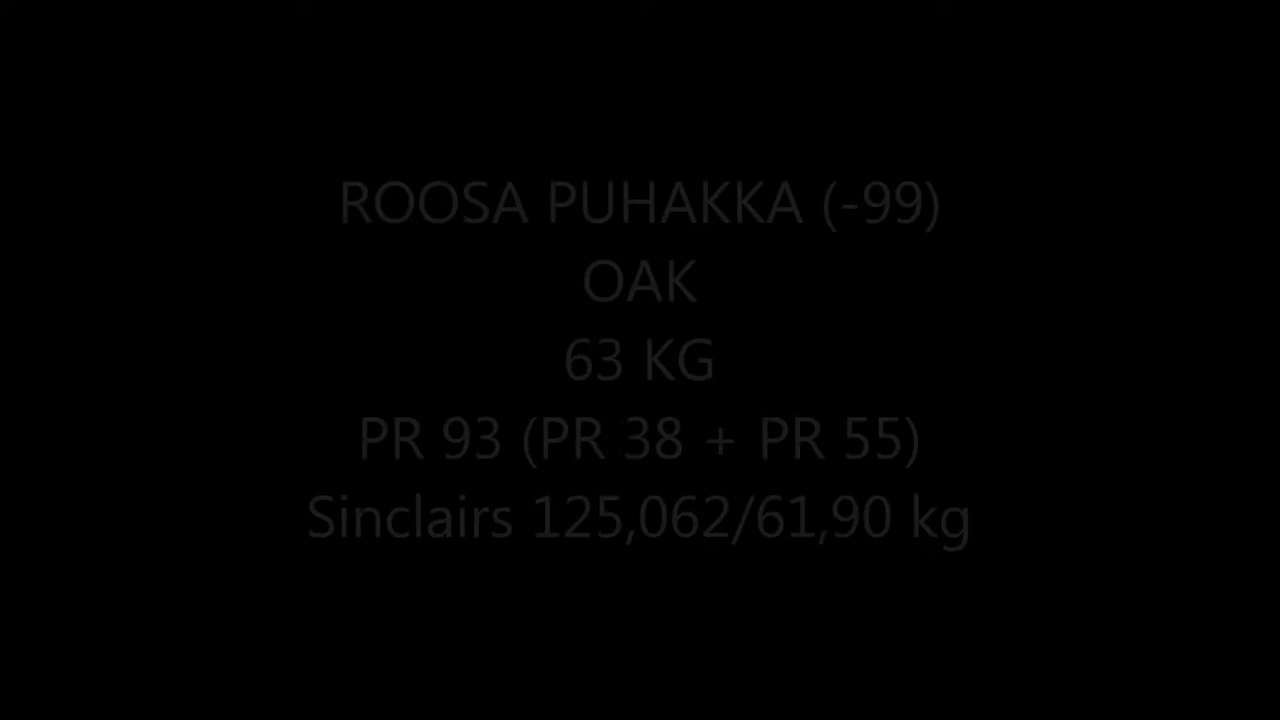 ROOSA PUHAKKA (-99)
OAK
63 KG
PR 93 (PR 38 + PR 55)
Sinclairs 125,062/61,90 kg